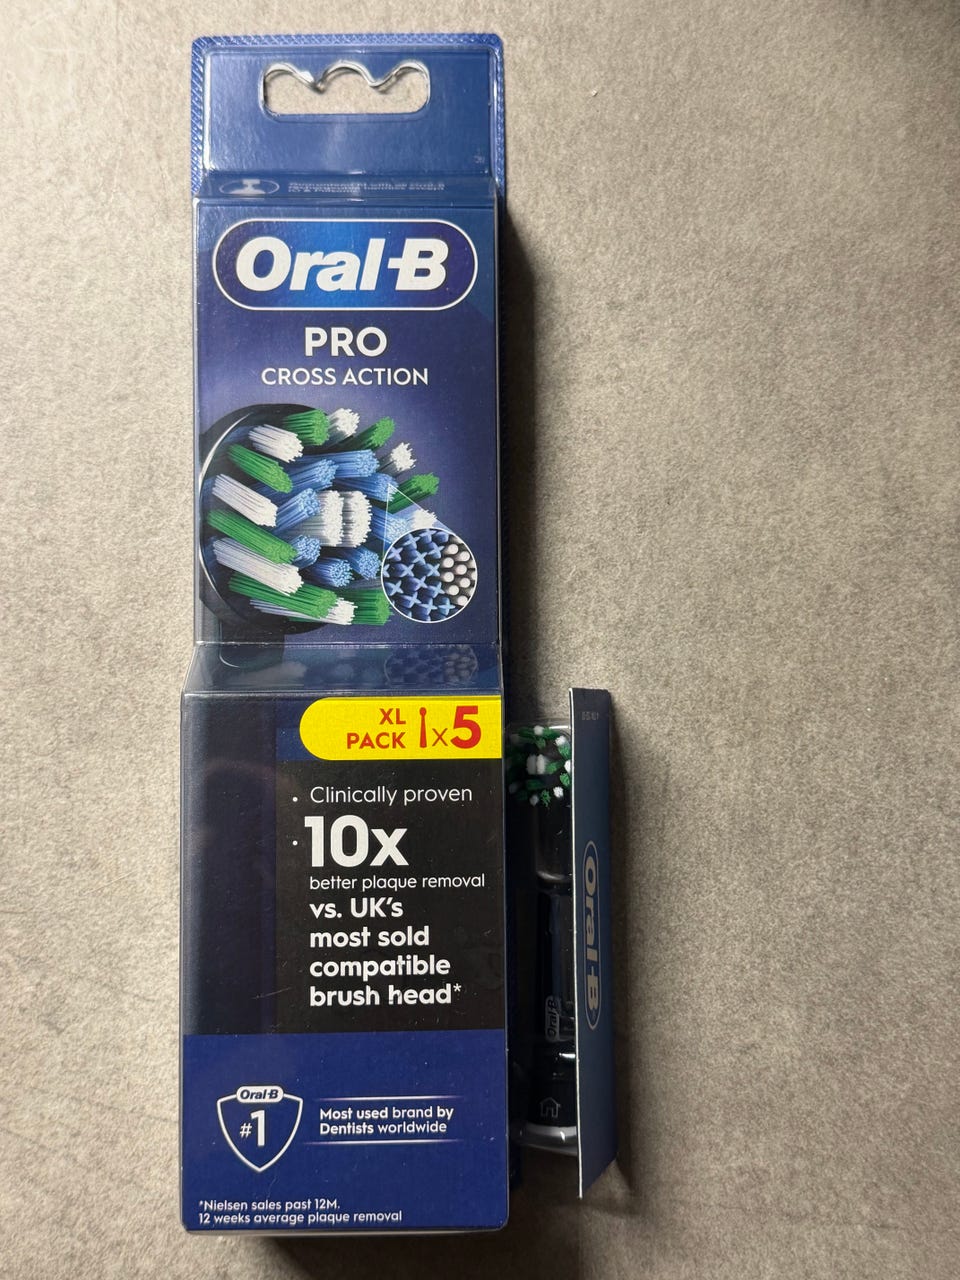 Oral-B
PRO
CROSS ACTION
XL
PACK x5
• Clinically proven
• 10x
better plaque removal
vs. UK's
most sold
compatible
brush head*
Oral-B
#1
Most used brand by
Dentists worldwide
*Nielsen sales past 12M.
12 weeks average plaque removal
Oral-B
Oral-B